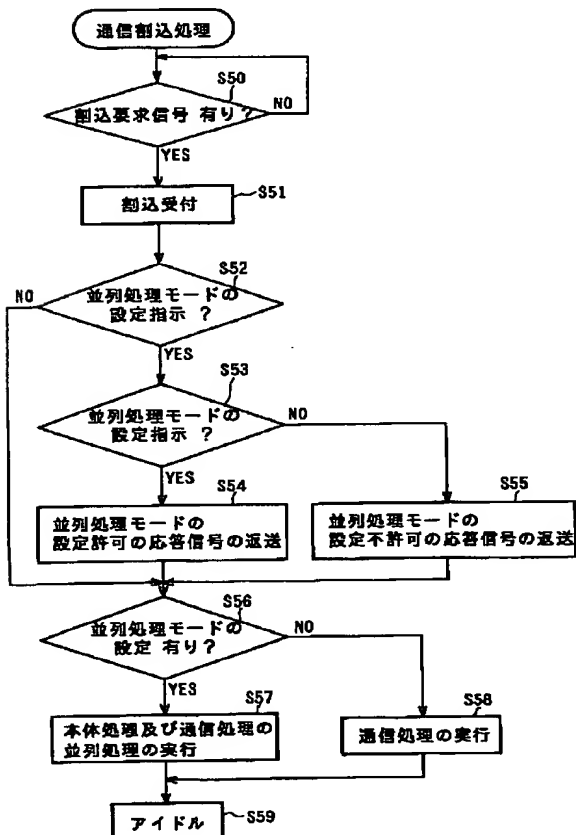 通信割込処理
S50
割込要求信号 有り?
NO
YES
割込受付
S51
S52
NO
並列処理モードの
設定指示 ?
YES
S53
並列処理モードの
設定指示 ?
NO
YES
S54
並列処理モードの
設定許可の応答信号の返送
S55
並列処理モードの
設定不許可の応答信号の返送
S56
並列処理モードの
設定 有り?
NO
YES
S57
本体処理及び通信処理の
並列処理の実行
S58
通信処理の実行
アイドル
S59